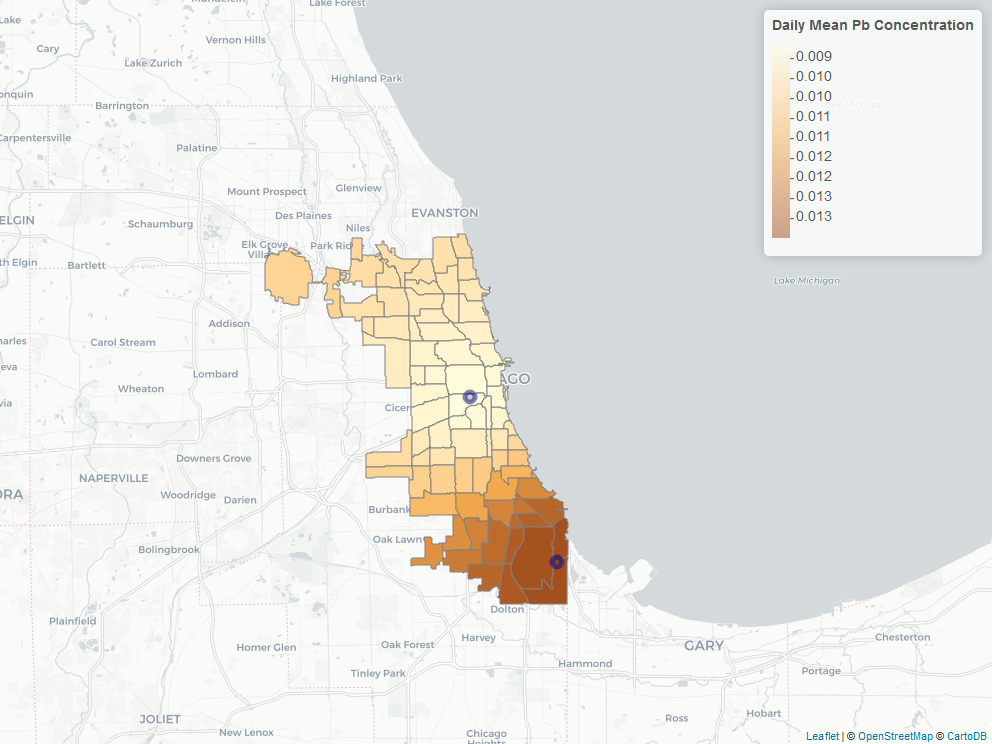 Lake Forest
Lake
Vernon Hills
Cary
Lake Zurich
Highland Park
onquin
Barrington
Carpentersville
Palatine
Mount Prospect
Glenview
EVANSTON
ELGIN
Schaumburg
Des Plaines
Niles
Elk Grove
Villa
Park Rid
th Elgin
Bartlett
Addison
harles
Carol Stream
eva
Lombard
Wheaton
AGO
via
Cicer
Downers Grove
NAPERVILLE
ORA
Woodridge
Darien
Burbank
Oak Lawn
Bolingbrook
Dolton
Plainfield
Harvey
Homer Glen
Oak Forest
GARY
Chesterton
Hammond
Tinley Park
Portage
JOLIET
Ross
Hobart
New Lenox
Chicago
Heights
Lake Michigan
Daily Mean Pb Concentration
0.009
0.010
0.010
Lake Michigan
0.011
0.011
0.012
0.012
0.013
0.013
Leaflet | © OpenStreetMap © CartoDB